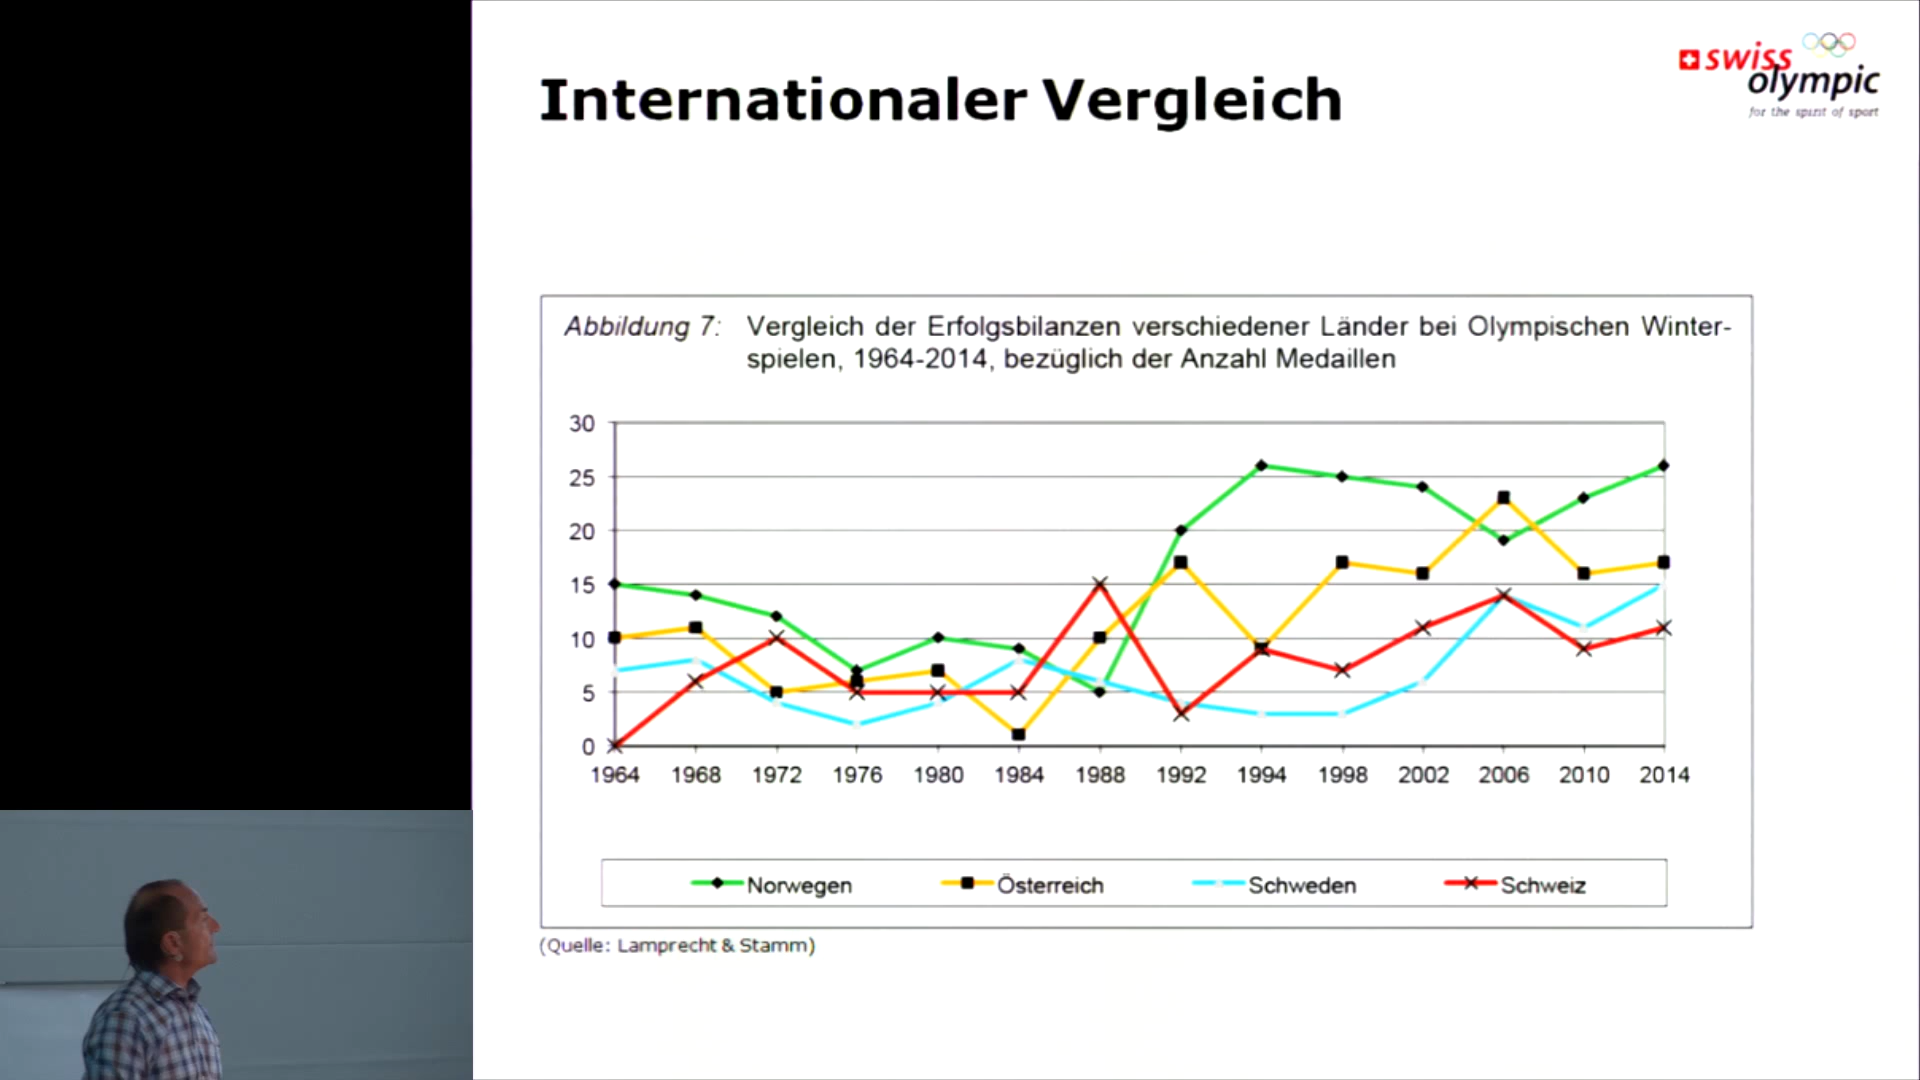 Internationaler Vergleich
swiss
olympic
for the spirit of sport
Abbildung 7: Vergleich der Erfolgsbilanzen verschiedener Länder bei Olympischen Winter-
spielen, 1964-2014, bezüglich der Anzahl Medaillen
30
25
20
15
10
5
0
1964 1968 1972 1976 1980 1984 1988 1992 1994 1998 2002 2006 2010 2014
Norwegen Österreich Schweden Schweiz
(Quelle: Lamprecht & Stamm)